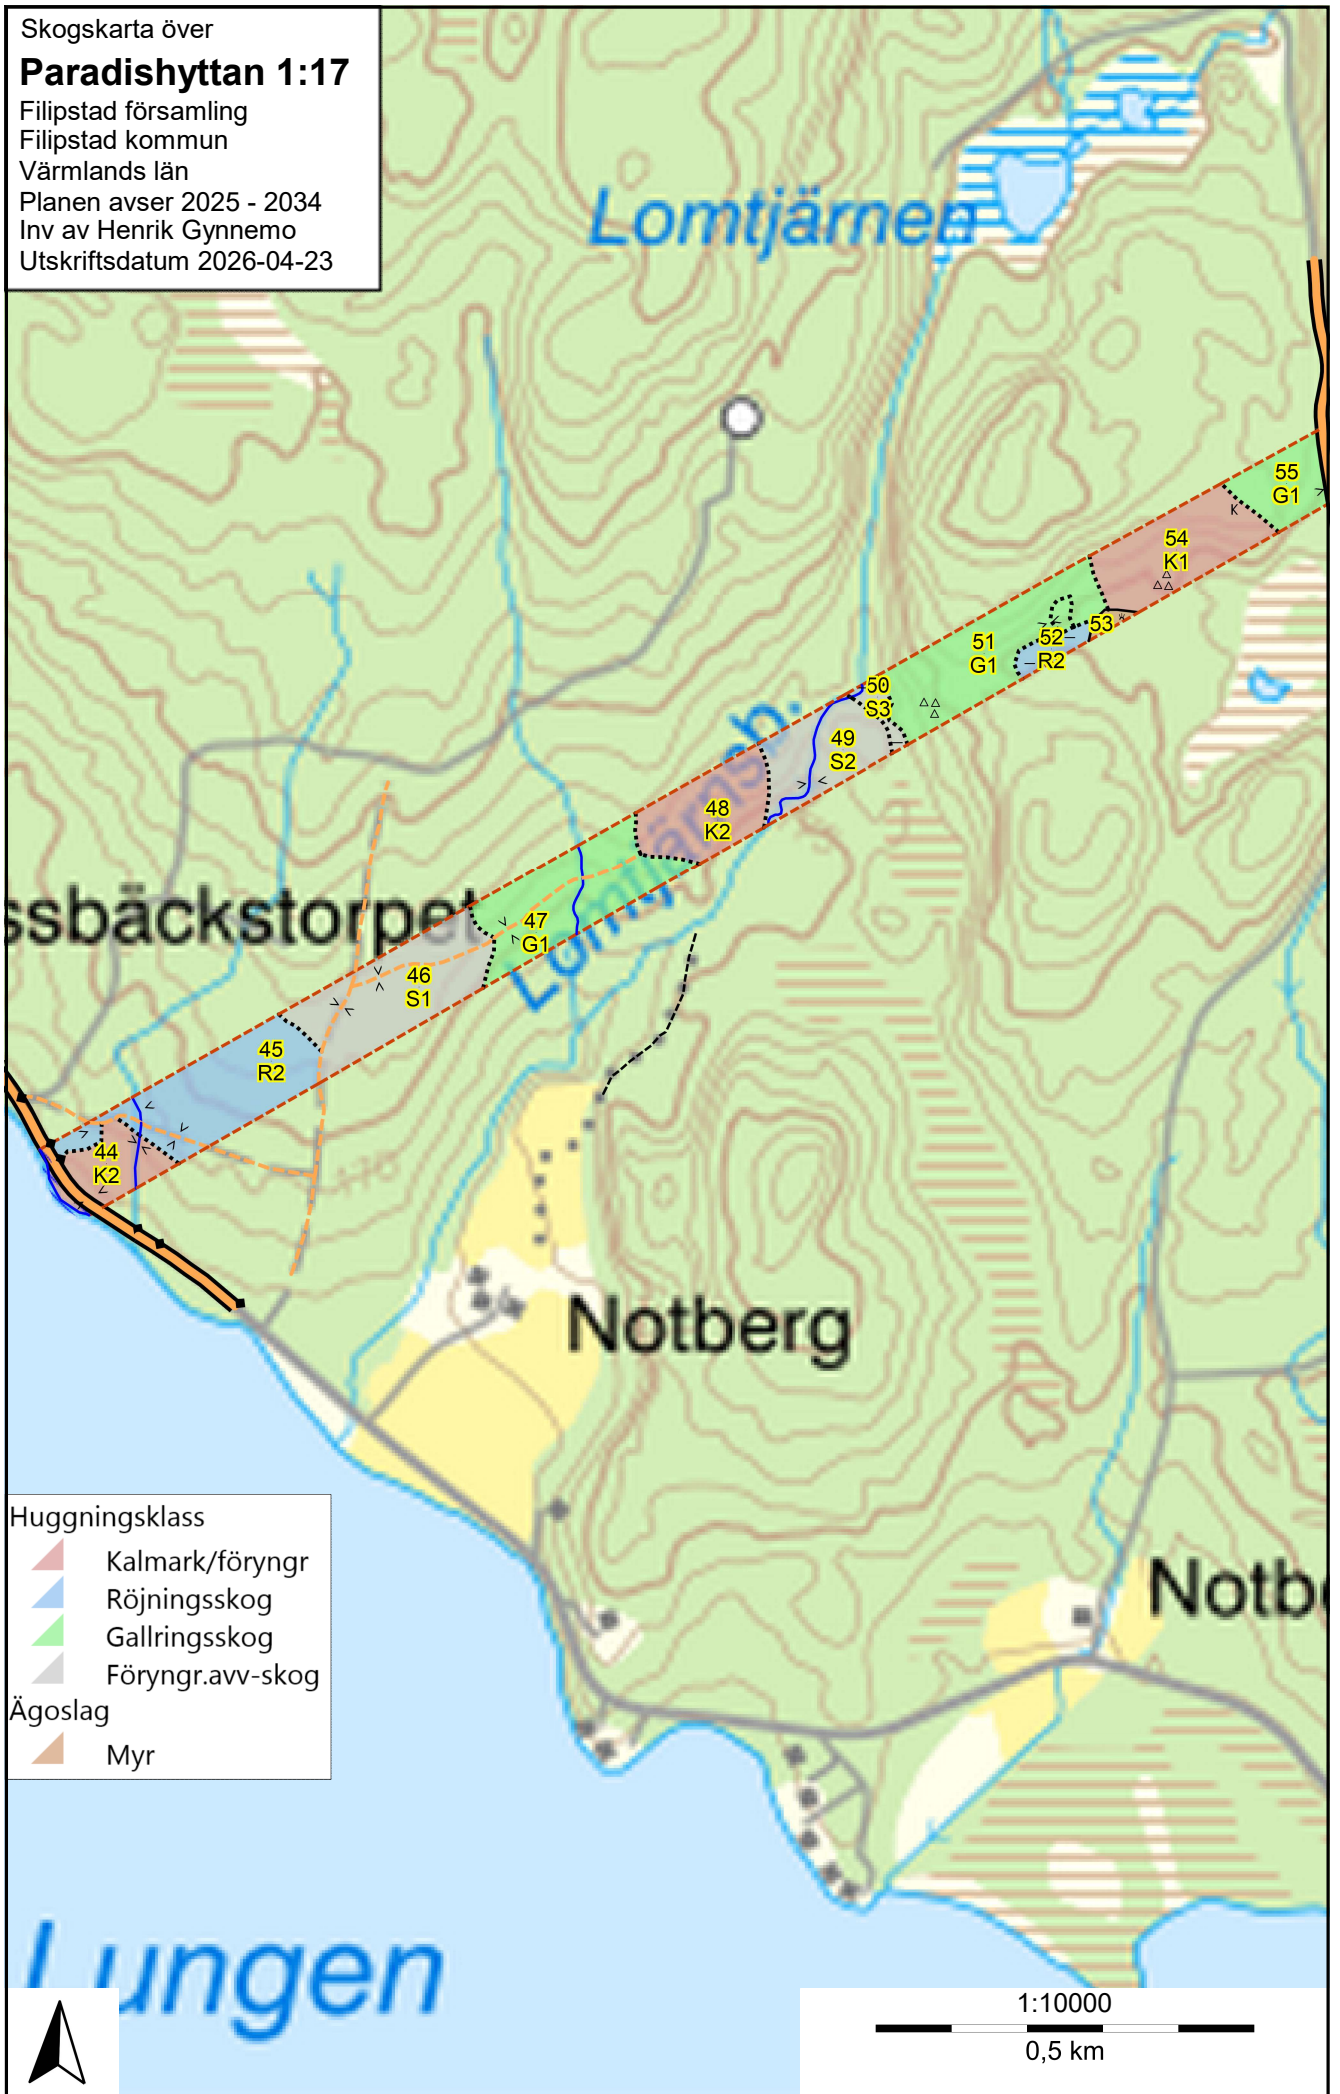 Skogskarta över
Paradishyttan 1:17
Filipstad församling
Filipstad kommun
Värmlands län
Planen avser 2025 - 2034
Inv av Henrik Gynnemo
Utskriftsdatum 2026-04-23
Lomtjärnen
55
G1
K
54
K1
53
52
R2
51
G1
50
S3
49
S2
48
K2
47
G1
46
S1
45
R2
44
K2
ssbäckstorpet
Lomtjärnsb.
Notberg
Notb
Lungen
Huggningsklass
Kalmark/föryngr
Röjningsskog
Gallringsskog
Föryngr.avv-skog
Ägoslag
Myr
1:10000
0,5 km